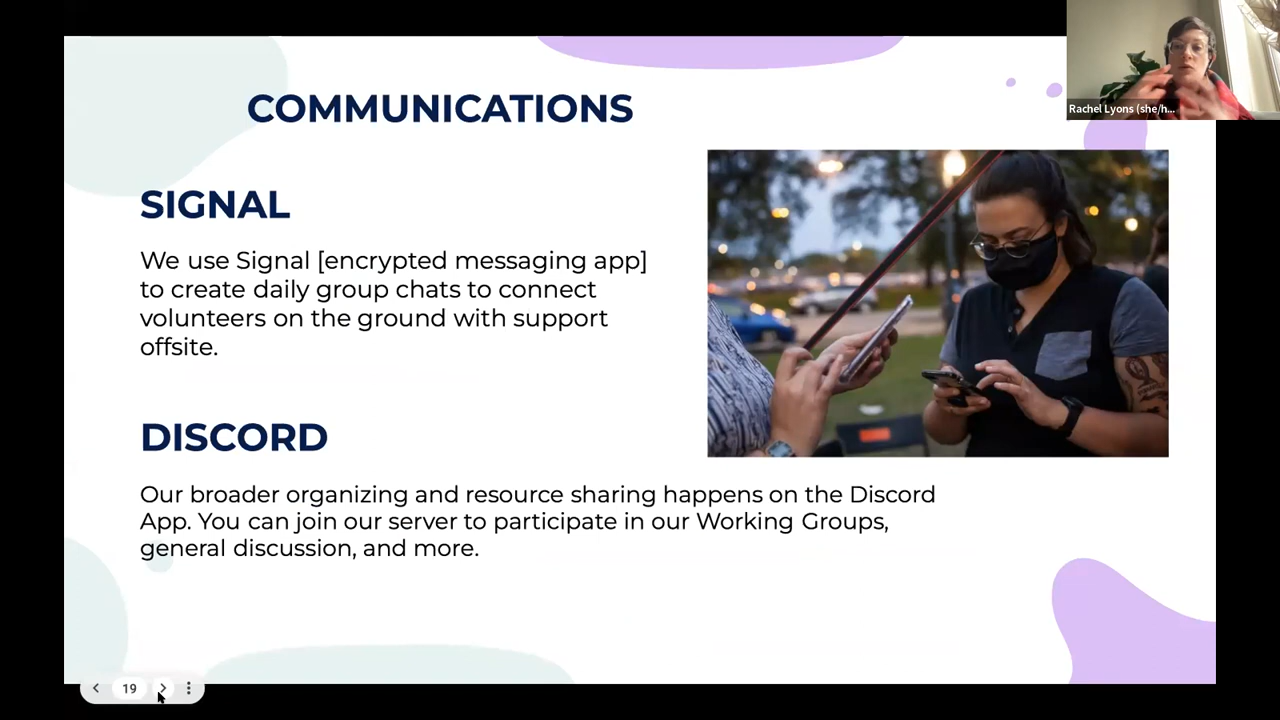 COMMUNICATIONS
Rachel Lyons (she/h...
SIGNAL
We use Signal [encrypted messaging app]
to create daily group chats to connect
volunteers on the ground with support
offsite.
DISCORD
Our broader organizing and resource sharing happens on the Discord
App. You can join our server to participate in our Working Groups,
general discussion, and more.
19